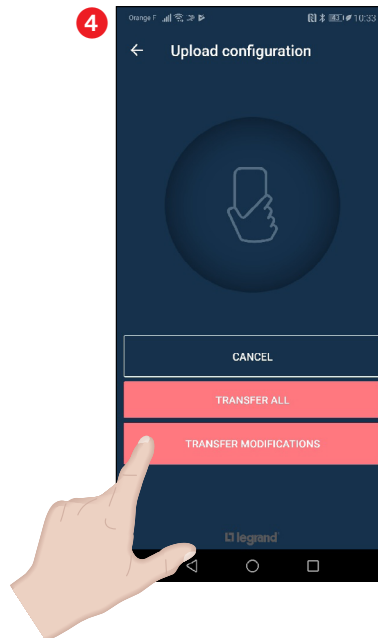 4
Orange F 10:33
Upload configuration
CANCEL
TRANSFER ALL
TRANSFER MODIFICATIONS
legrand